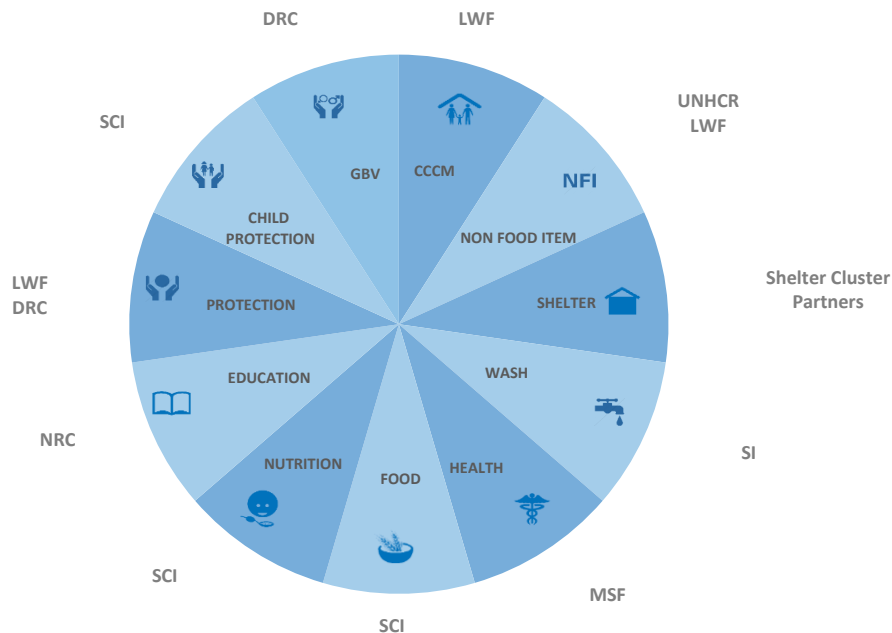 DRC
LWF
SCI
UNHCR
LWF
GBV
CCCM
NFI
CHILD
PROTECTION
NON FOOD ITEM
LWF
DRC
PROTECTION
SHELTER
Shelter Cluster
Partners
EDUCATION
WASH
NRC
NUTRITION
FOOD
HEALTH
SI
SCI
SCI
MSF